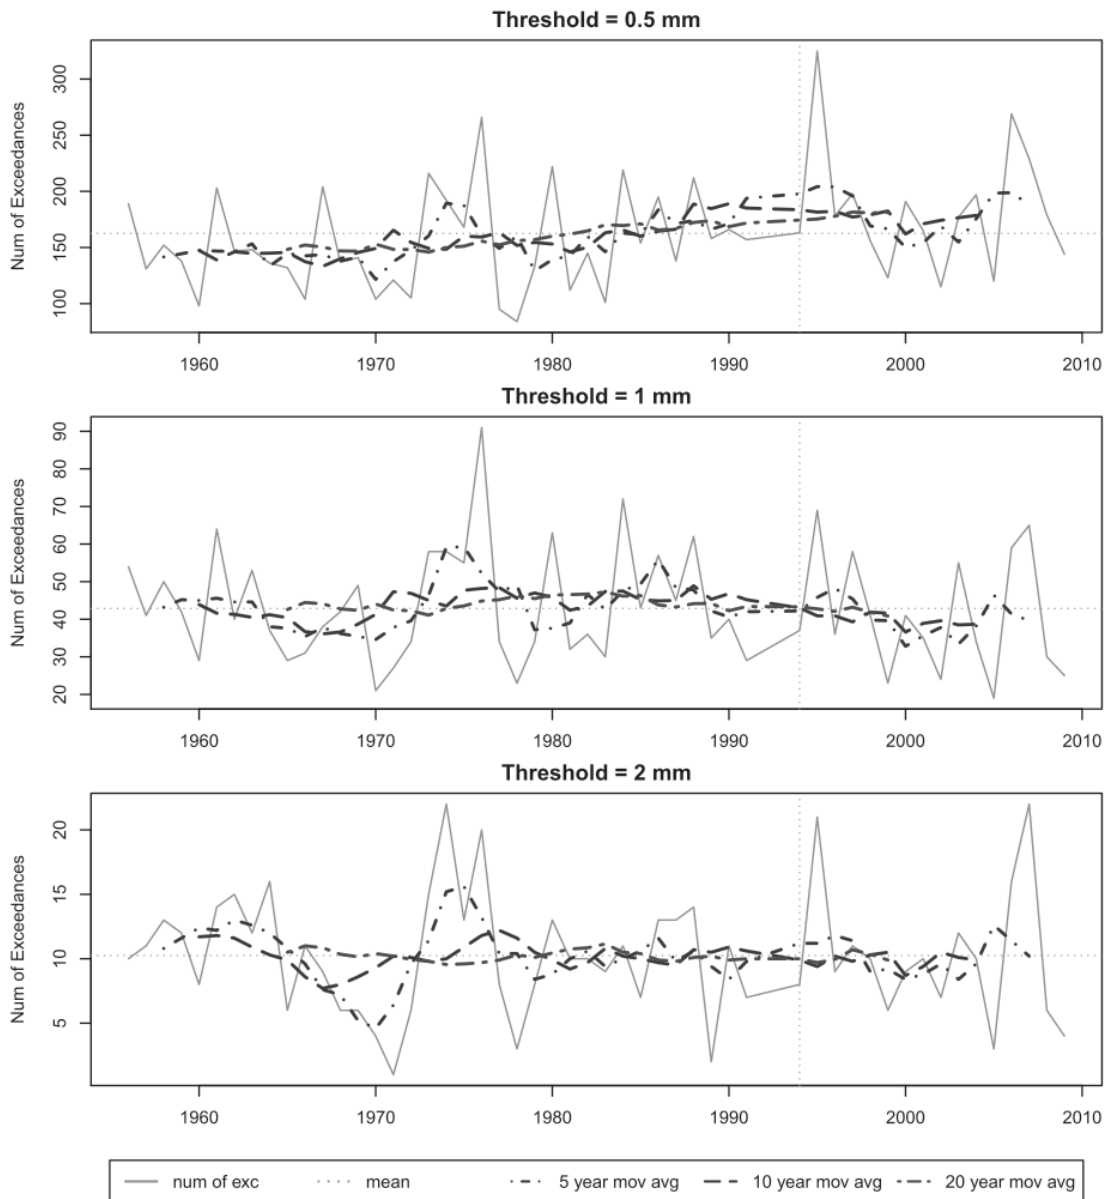 Threshold = 0.5 mm
Num of Exceedances
300
250
200
150
100
1960 1970 1980 1990 2000 2010
Threshold = 1 mm
Num of Exceedances
90
80
70
60
50
40
30
20
1960 1970 1980 1990 2000 2010
Threshold = 2 mm
Num of Exceedances
20
15
10
5
1960 1970 1980 1990 2000 2010
num of exc mean 5 year mov avg 10 year mov avg 20 year mov avg